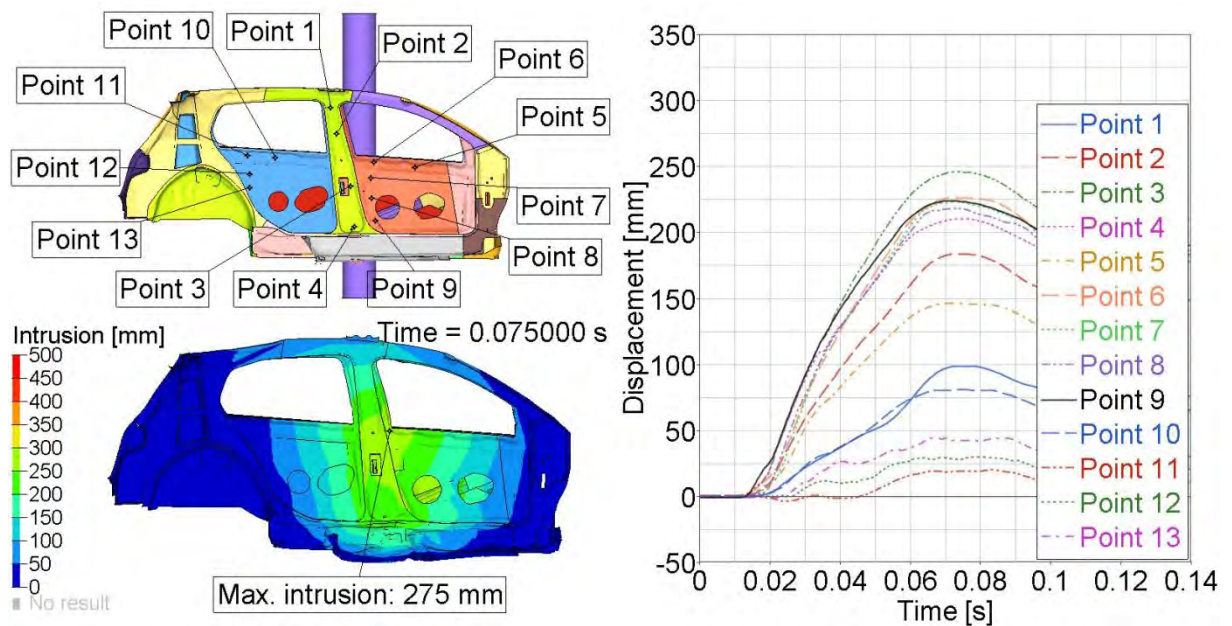 Point 10
Point 1
Point 2
Point 6
Point 11
Point 5
Point 12
Point 7
Point 13
Point 8
Point 3
Point 4
Point 9
Intrusion [mm]
Time = 0.075000 s
500
450
400
350
300
250
200
150
100
50
0
No result
Max. intrusion: 275 mm
Displacement [mm]
350
300
250
200
150
100
50
0
-50
0
0.02
0.04
0.06
0.08
0.1
0.12
0.14
Time [s]
Point 1
Point 2
Point 3
Point 4
Point 5
Point 6
Point 7
Point 8
Point 9
Point 10
Point 11
Point 12
Point 13